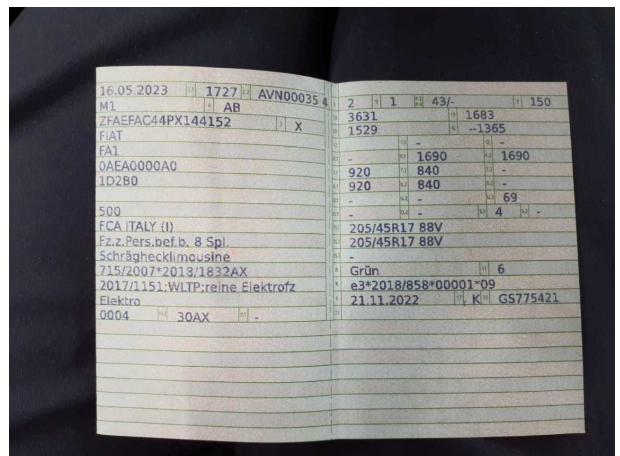 16.05.2023 1727 AVN00035 4
M1 AB
ZFAEFAC44PX144152 X
FIAT
FA1
0AEA0000A0
1D2B0
500
FCA ITALY (I)
Fz.z.Pers.bef.b. 8 Spl.
Schräghecklimousine
715/2007*2018/1832AX
2017/1151;WLTP;reine Elektrofz
Elektro
0004 30AX -
2 1 43/- 150
3631 1683
1529 --1365
- -
- 1690 1690
920 840 -
920 840 -
- - 69
- - 4 -
205/45R17 88V
205/45R17 88V
-
Grün 6
e3*2018/858*00001*09
21.11.2022 K GS775421